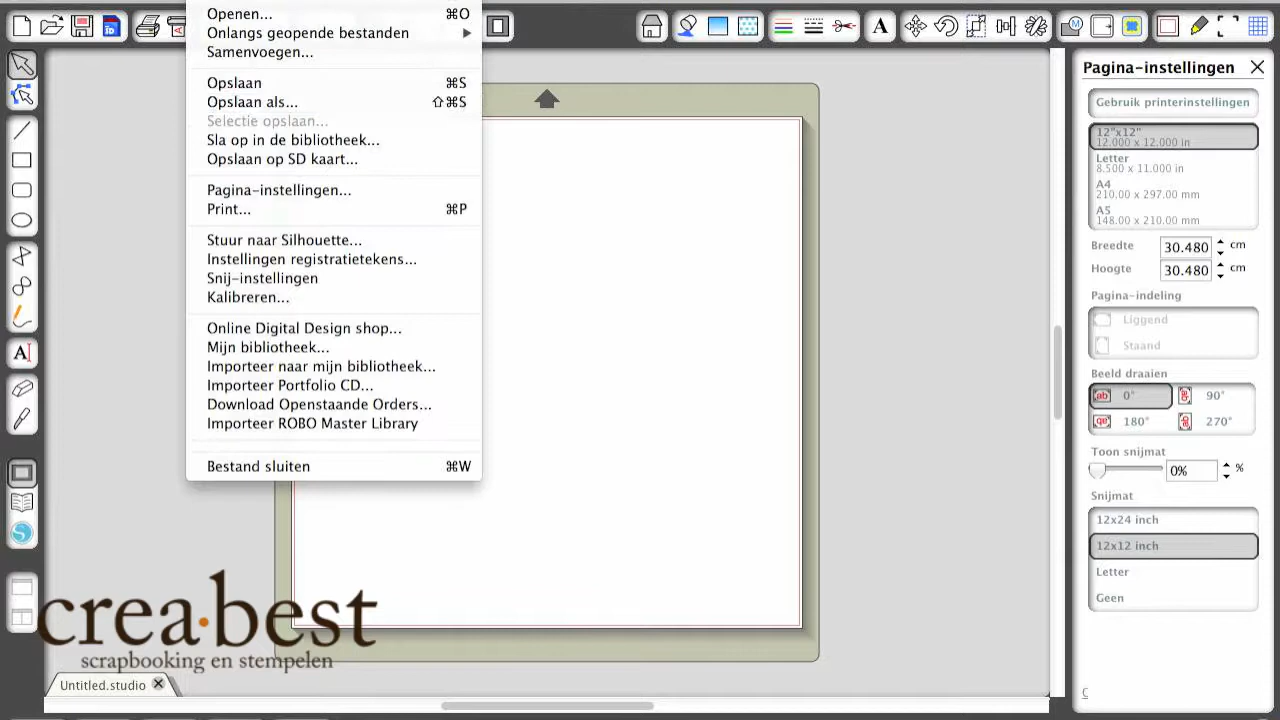 Openen... ⌘O
Onlangs geopende bestanden ▶
Samenvoegen...
Opslaan ⌘S
Opslaan als... ⇧⌘S
Selectie opslaan...
Sla op in de bibliotheek...
Opslaan op SD kaart...
Pagina-instellingen...
Print... ⌘P
Stuur naar Silhouette...
Instellingen registratietekens...
Snij-instellingen
Kalibreren...
Online Digital Design shop...
Mijn bibliotheek...
Importeer naar mijn bibliotheek...
Importeer Portfolio CD...
Download Openstaande Orders...
Importeer ROBO Master Library
Bestand sluiten ⌘W
crea·best
scrapbooking en stempelen
Untitled.studio
Pagina-instellingen
Gebruik printerinstellingen
12"x12"
12.000 x 12.000 in
Letter
8.500 x 11.000 in
A4
210.00 x 297.00 mm
A5
148.00 x 210.00 mm
Breedte 30.480 cm
Hoogte 30.480 cm
Pagina-indeling
Liggend
Staand
Beeld draaien
0° 90°
180° 270°
Toon snijmat
0% %
Snijmat
12x24 inch
12x12 inch
Letter
Geen